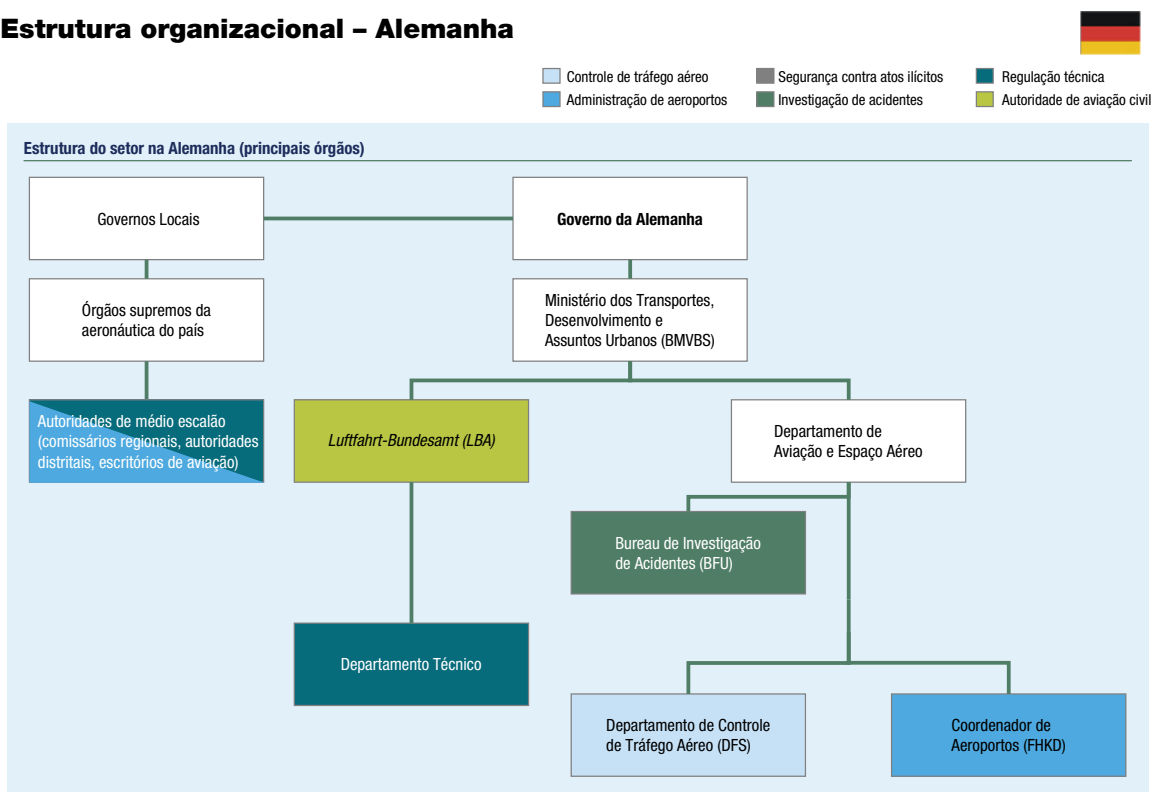 Estrutura organizacional – Alemanha
Controle de tráfego aéreo
Segurança contra atos ilícitos
Regulação técnica
Administração de aeroportos
Investigação de acidentes
Autoridade de aviação civil
Estrutura do setor na Alemanha (principais órgãos)
Governos Locais
Governo da Alemanha
Órgãos supremos da
aeronáutica do país
Ministério dos Transportes,
Desenvolvimento e
Assuntos Urbanos (BMVBS)
Autoridades de médio escalão
(comissários regionais, autoridades
distritais, escritórios de aviação)
Luftfahrt-Bundesamt (LBA)
Departamento de
Aviação e Espaço Aéreo
Bureau de Investigação
de Acidentes (BFU)
Departamento Técnico
Departamento de Controle
de Tráfego Aéreo (DFS)
Coordenador de
Aeroportos (FHKD)